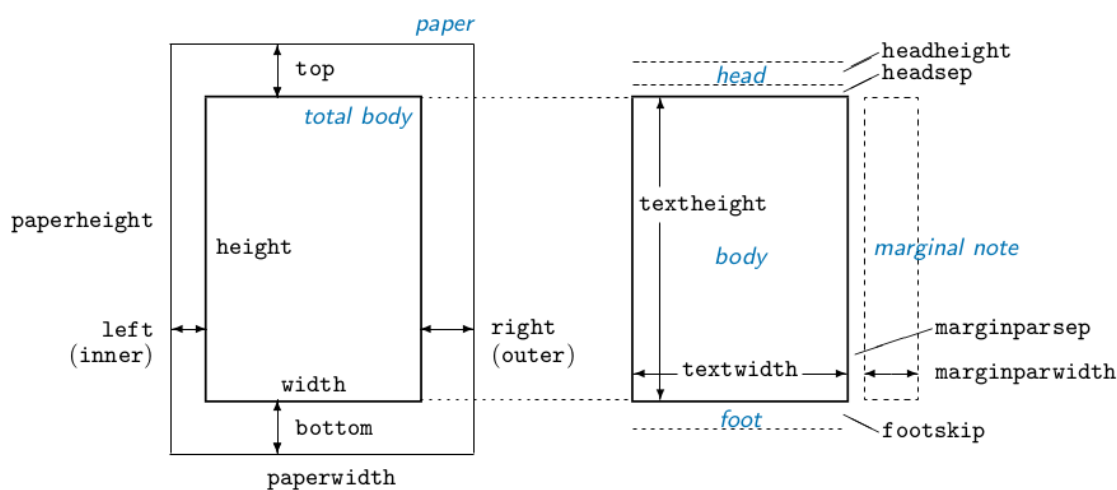 paper
top
total body
paperheight
height
left
(inner)
right
(outer)
width
bottom
paperwidth
headheight
head
headsep
textheight
body
marginal note
marginparsep
textwidth
marginparwidth
foot
footskip